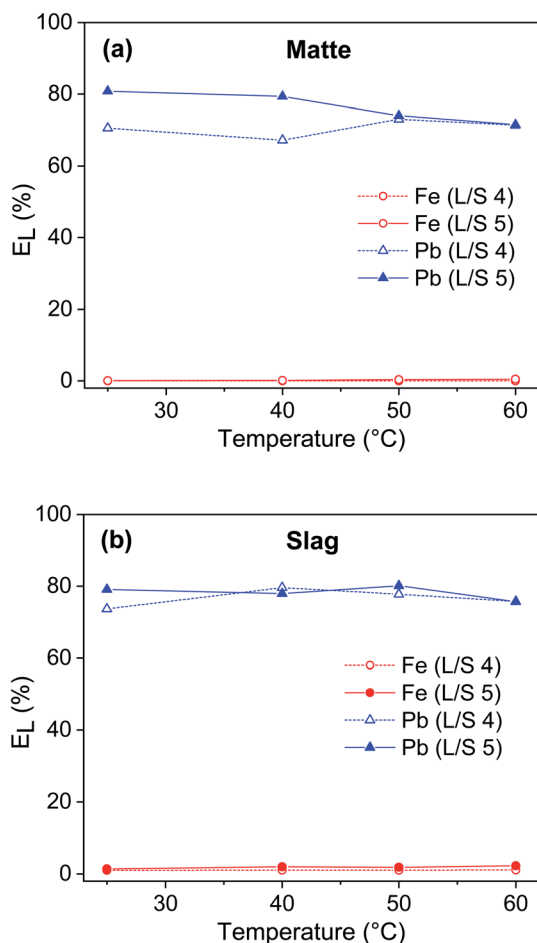 (a) Matte
100
80
60
40
20
0
E_L (%)
Fe (L/S 4)
Fe (L/S 5)
Pb (L/S 4)
Pb (L/S 5)
30 40 50 60
Temperature (°C)
(b) Slag
100
80
60
40
20
0
E_L (%)
Fe (L/S 4)
Fe (L/S 5)
Pb (L/S 4)
Pb (L/S 5)
30 40 50 60
Temperature (°C)